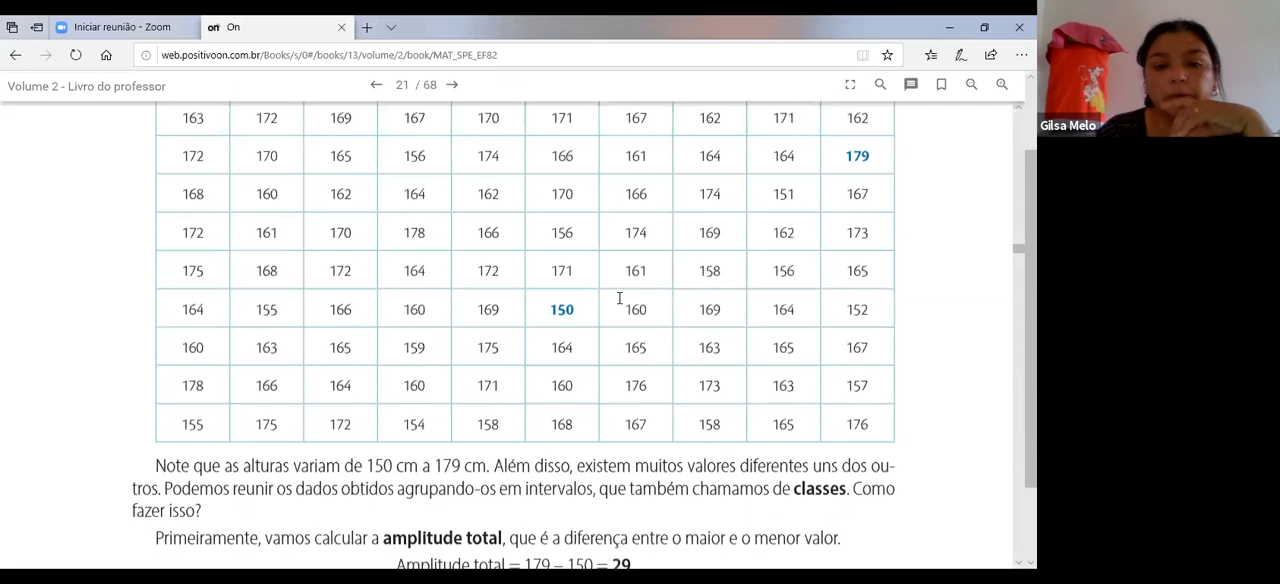 Iniciar reunião - Zoom
on On
web.positivoon.com.br/Books/s/0#/books/13/volume/2/book/MAT_SPE_EF82
Volume 2 - Livro do professor
21 / 68
163 172 169 167 170 171 167 162 171 162
172 170 165 156 174 166 161 164 164 179
168 160 162 164 162 170 166 174 151 167
172 161 170 178 166 156 174 169 162 173
175 168 172 164 172 171 161 158 156 165
164 155 166 160 169 150 160 169 164 152
160 163 165 159 175 164 165 163 165 167
178 166 164 160 171 160 176 173 163 157
155 175 172 154 158 168 167 158 165 176
Note que as alturas variam de 150 cm a 179 cm. Além disso, existem muitos valores diferentes uns dos ou-
tros. Podemos reunir os dados obtidos agrupando-os em intervalos, que também chamamos de classes. Como
fazer isso?
Primeiramente, vamos calcular a amplitude total, que é a diferença entre o maior e o menor valor.
Amplitude total = 179 – 150 = 29
Gilsa Melo